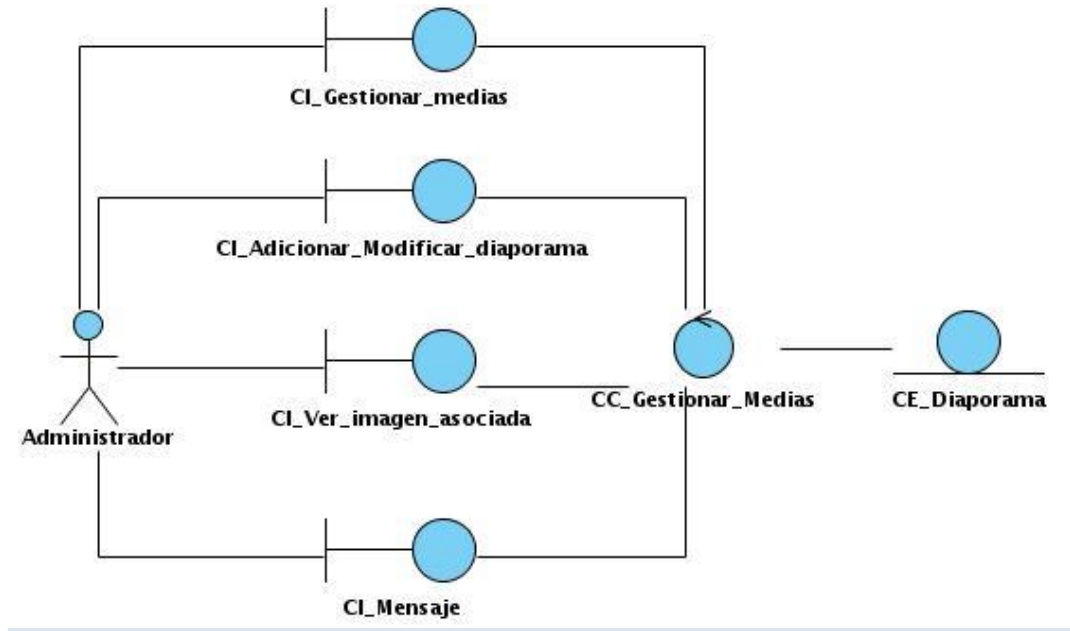 CI_Gestionar_medias
CI_Adicionar_Modificar_diaporama
CI_Ver_imagen_asociada
CC_Gestionar_Medias
CE_Diaporama
Administrador
CI_Mensaje